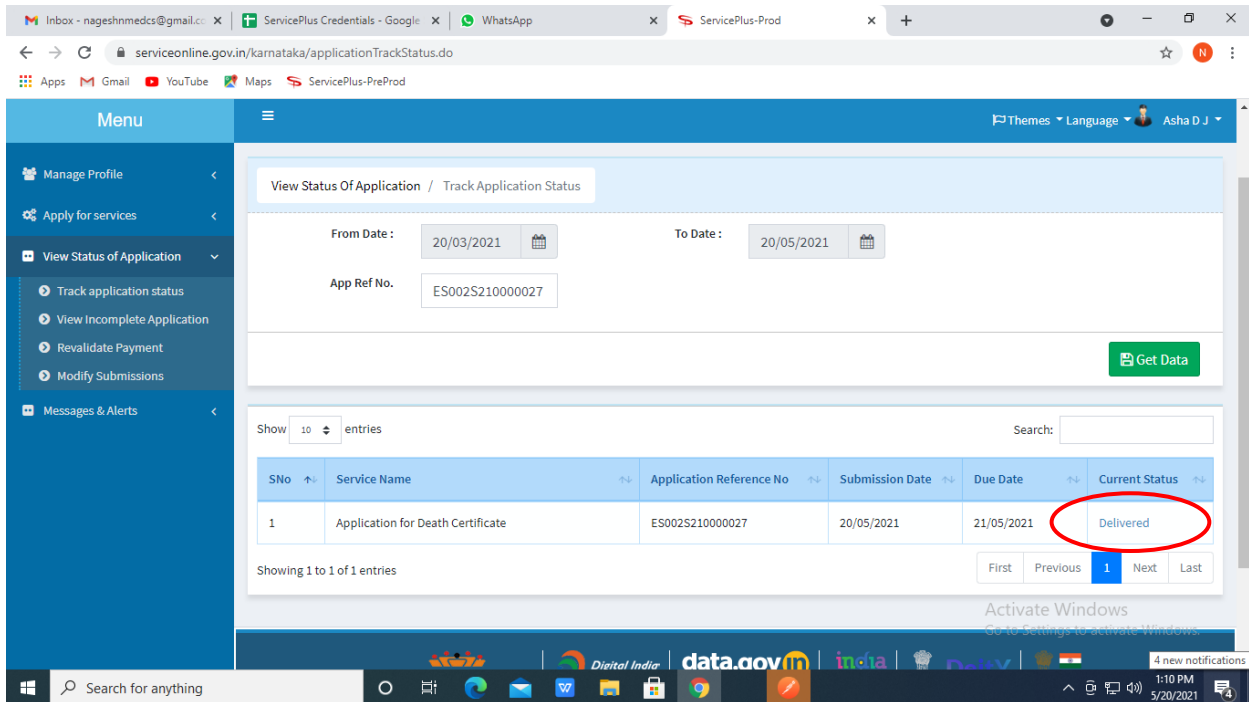 Inbox - nageshnmedcs@gmail.co ServicePlus Credentials - Google WhatsApp ServicePlus-Prod
serviceonline.gov.in/karnataka/applicationTrackStatus.do N
Apps Gmail YouTube Maps ServicePlus-PreProd
Menu Themes Language Asha D J
Manage Profile
Apply for services
View Status of Application
Track application status
View Incomplete Application
Revalidate Payment
Modify Submissions
Messages & Alerts
View Status Of Application / Track Application Status
From Date : 20/03/2021 To Date : 20/05/2021
App Ref No. ES002S210000027
Get Data
Show 10 entries Search:
SNo Service Name Application Reference No Submission Date Due Date Current Status
1 Application for Death Certificate ES002S210000027 20/05/2021 21/05/2021 Delivered
Showing 1 to 1 of 1 entries First Previous 1 Next Last
Activate Windows
Go to Settings to activate Windows.
Digital India data.gov in india
4 new notifications
Search for anything 1:10 PM
5/20/2021 4